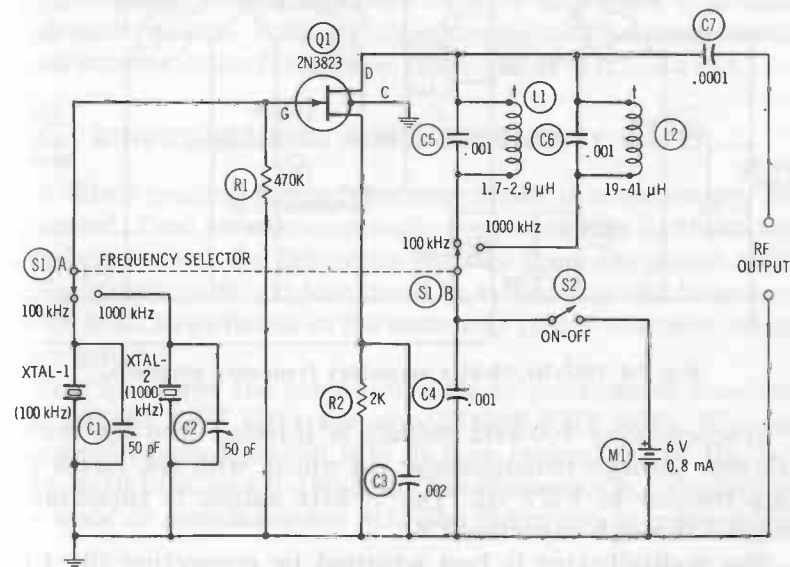 Q1
2N3823
D
C
G
C7
.0001
L1
C5
.001
C6
.001
L2
1.7-2.9 µH
19-41 µH
R1
470K
100 kHz
1000 kHz
RF
OUTPUT
S1 A
FREQUENCY SELECTOR
S1 B
S2
ON-OFF
100 kHz
1000 kHz
XTAL-1
(100 kHz)
XTAL-
2
(1000
kHz)
C1
50 pF
C2
50 pF
R2
2K
C3
.002
C4
.001
M1
+
6 V
0.8 mA